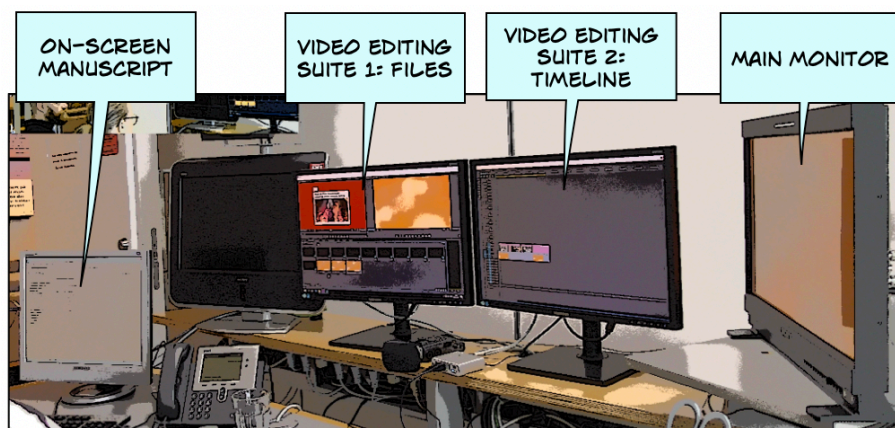 ON-SCREEN
MANUSCRIPT
VIDEO EDITING
SUITE 1: FILES
VIDEO EDITING
SUITE 2:
TIMELINE
MAIN MONITOR